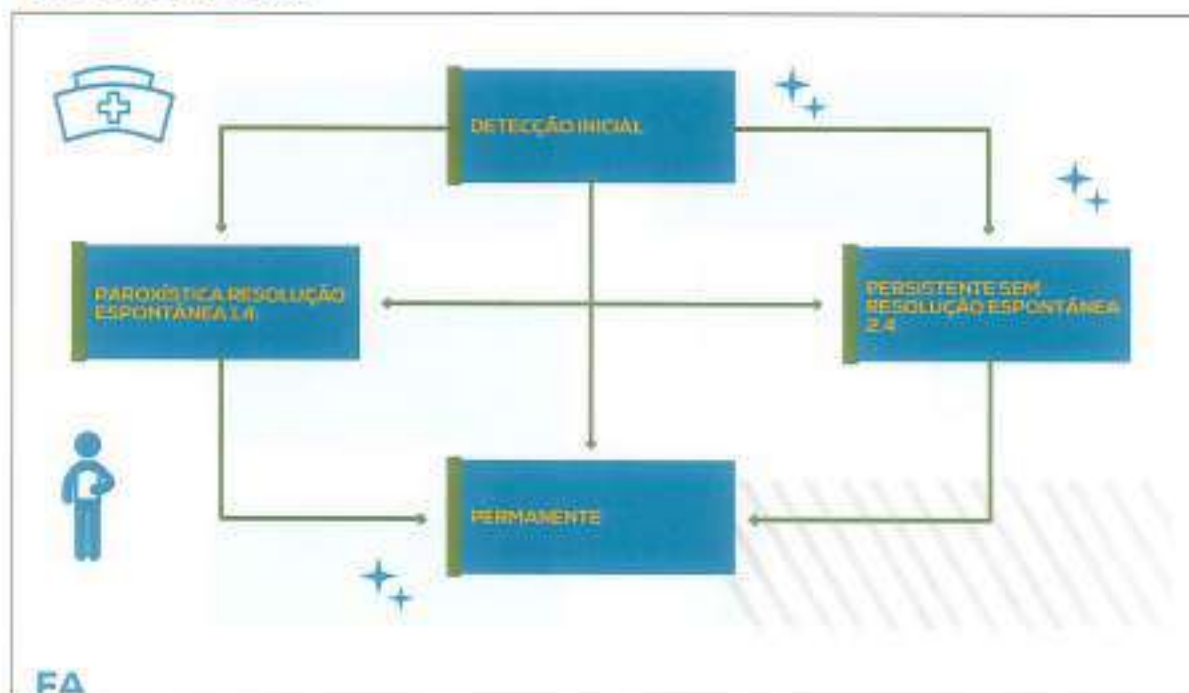 DETECÇÃO INICIAL
PAROXÍSTICA RESOLUÇÃO
ESPONTÂNEA 1,4
PERSISTENTE SEM
RESOLUÇÃO ESPONTÂNEA
2,4
PERMANENTE
FA